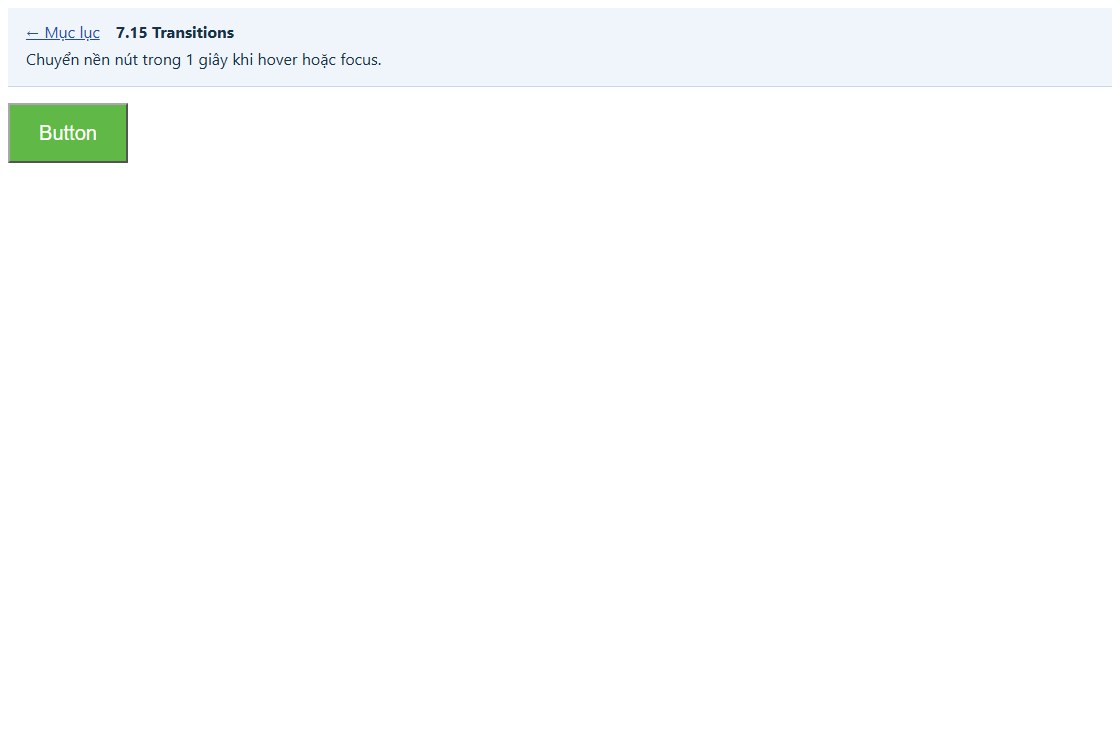 ← Mục lục 7.15 Transitions
Chuyển nền nút trong 1 giây khi hover hoặc focus.
Button